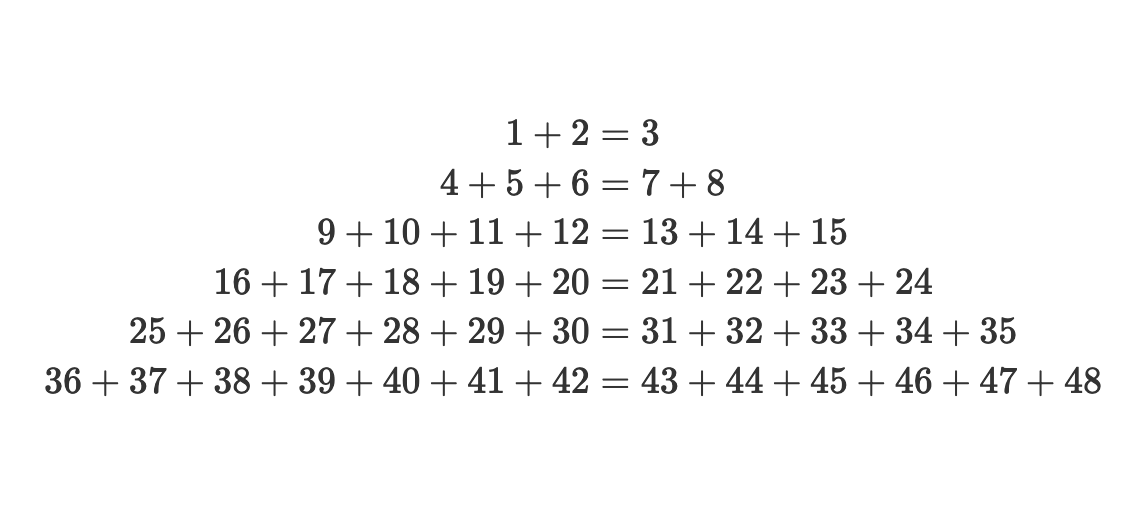 1 + 2 = 3
4 + 5 + 6 = 7 + 8
9 + 10 + 11 + 12 = 13 + 14 + 15
16 + 17 + 18 + 19 + 20 = 21 + 22 + 23 + 24
25 + 26 + 27 + 28 + 29 + 30 = 31 + 32 + 33 + 34 + 35
36 + 37 + 38 + 39 + 40 + 41 + 42 = 43 + 44 + 45 + 46 + 47 + 48